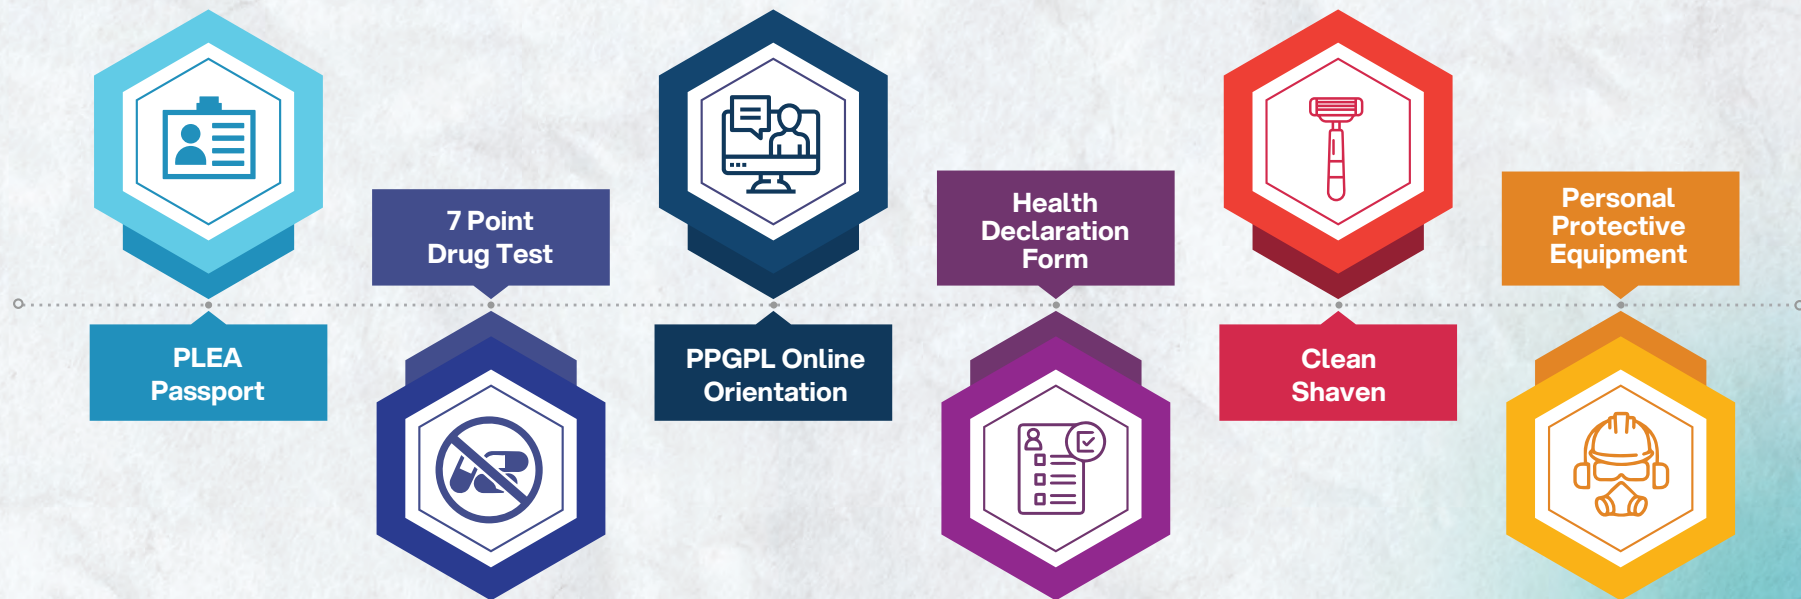 PLEA
Passport
7 Point
Drug Test
PPGPL Online
Orientation
Health
Declaration
Form
Clean
Shaven
Personal
Protective
Equipment